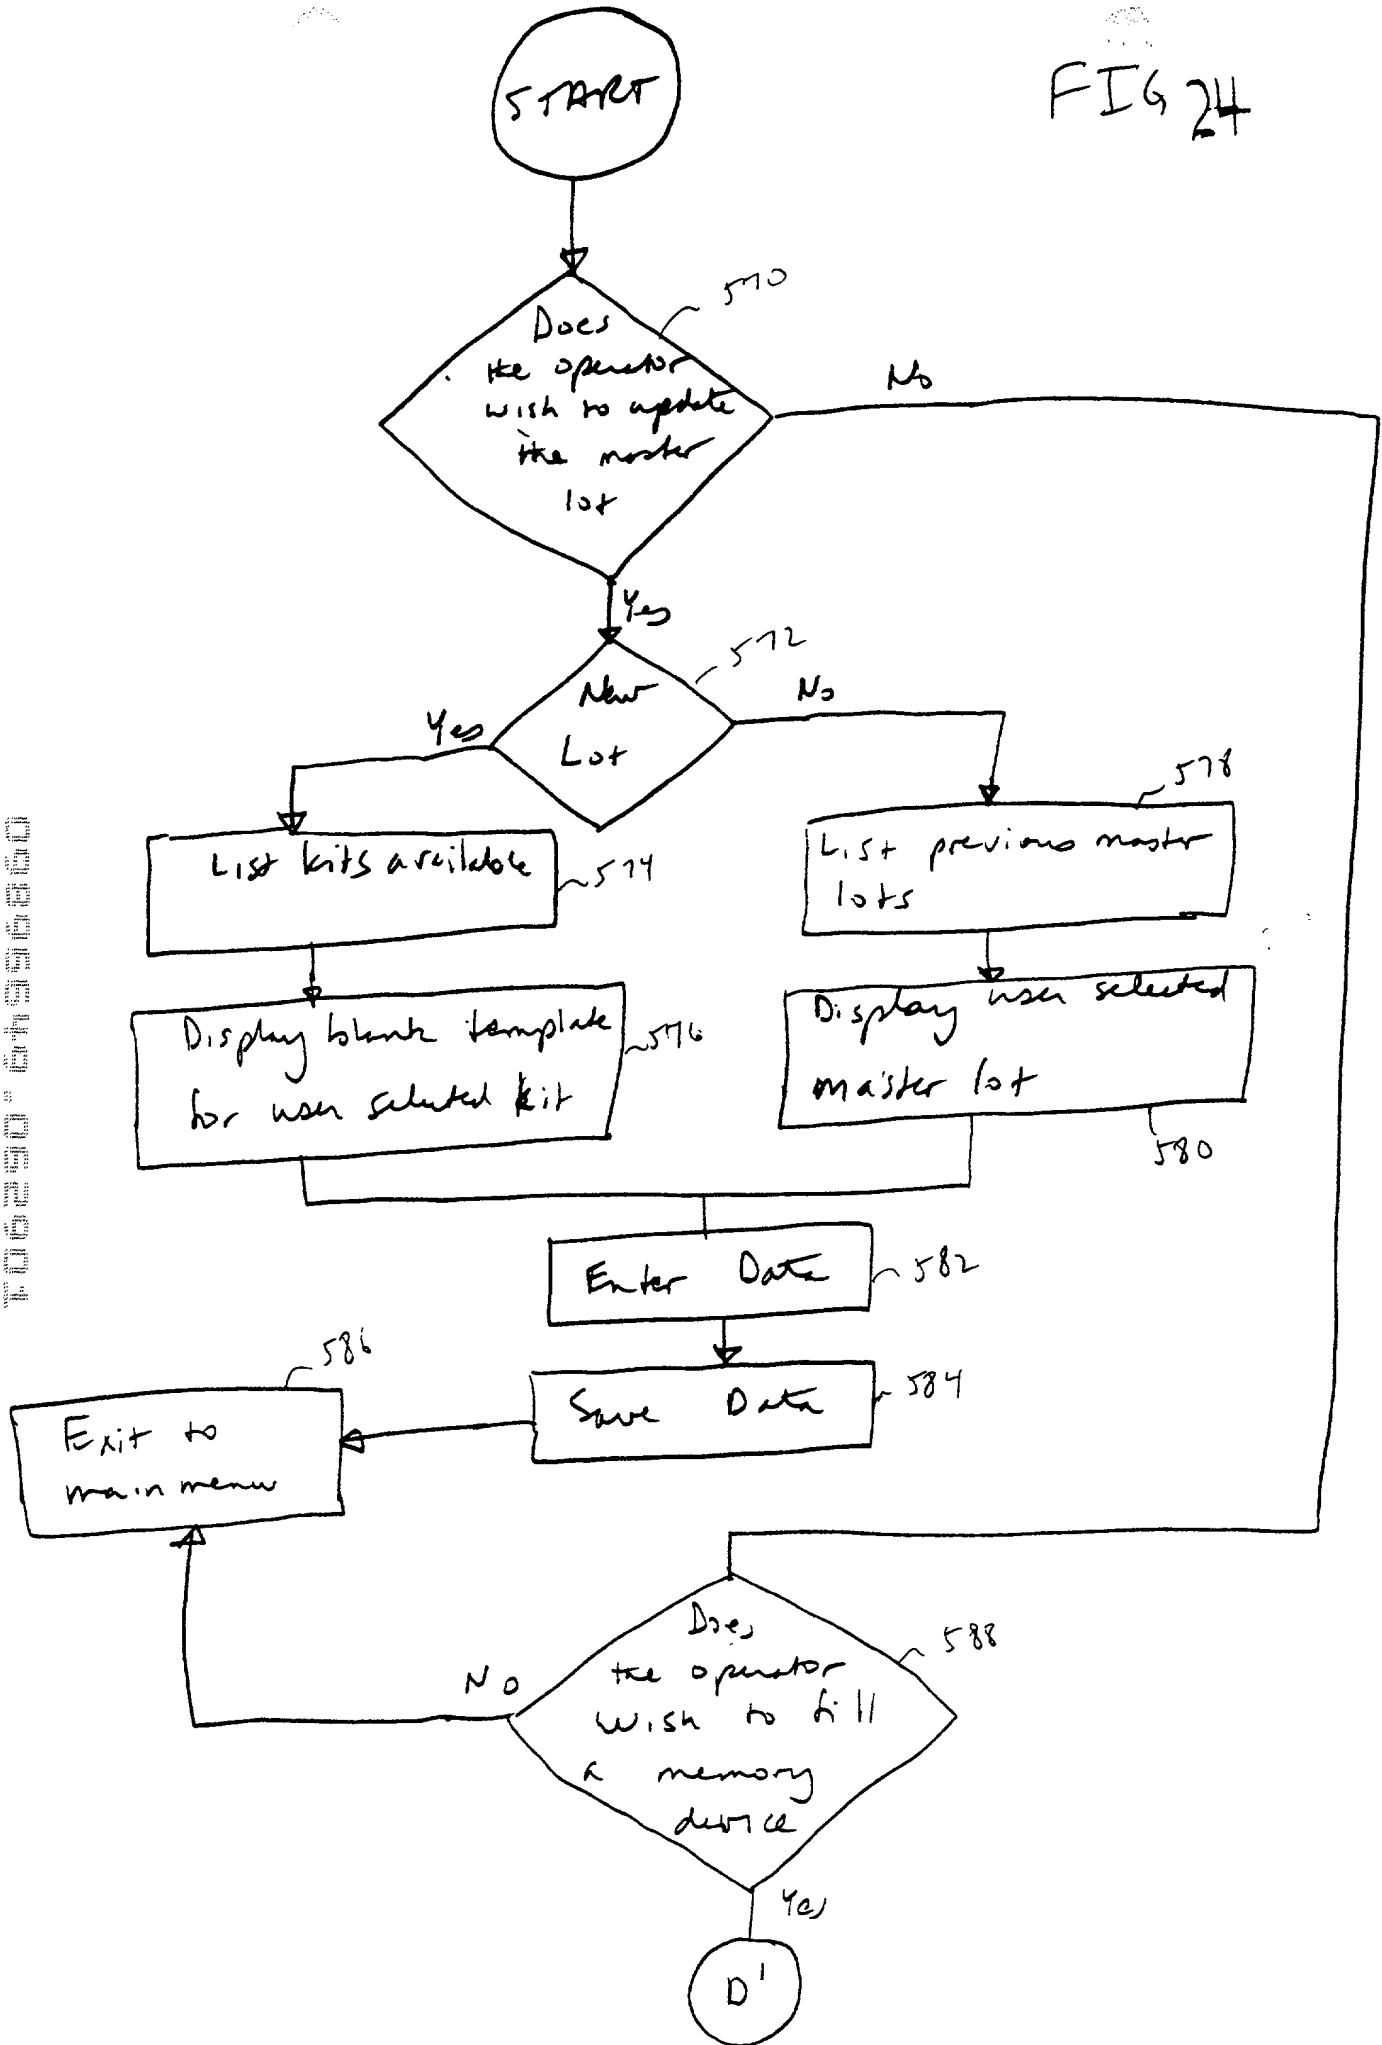 START
FIG 24
570
Does
the operator
wish to update
the master
lot
No
Yes
572
New
Lot
Yes
No
578
List kits available
574
List previous master
lots
Display blank template
for user selected kit
576
Display user selected
master lot
580
Enter Data
582
586
Save Data
584
Exit to
main menu
Does
the operator
wish to fill
a memory
device
588
NO
Yes
D'